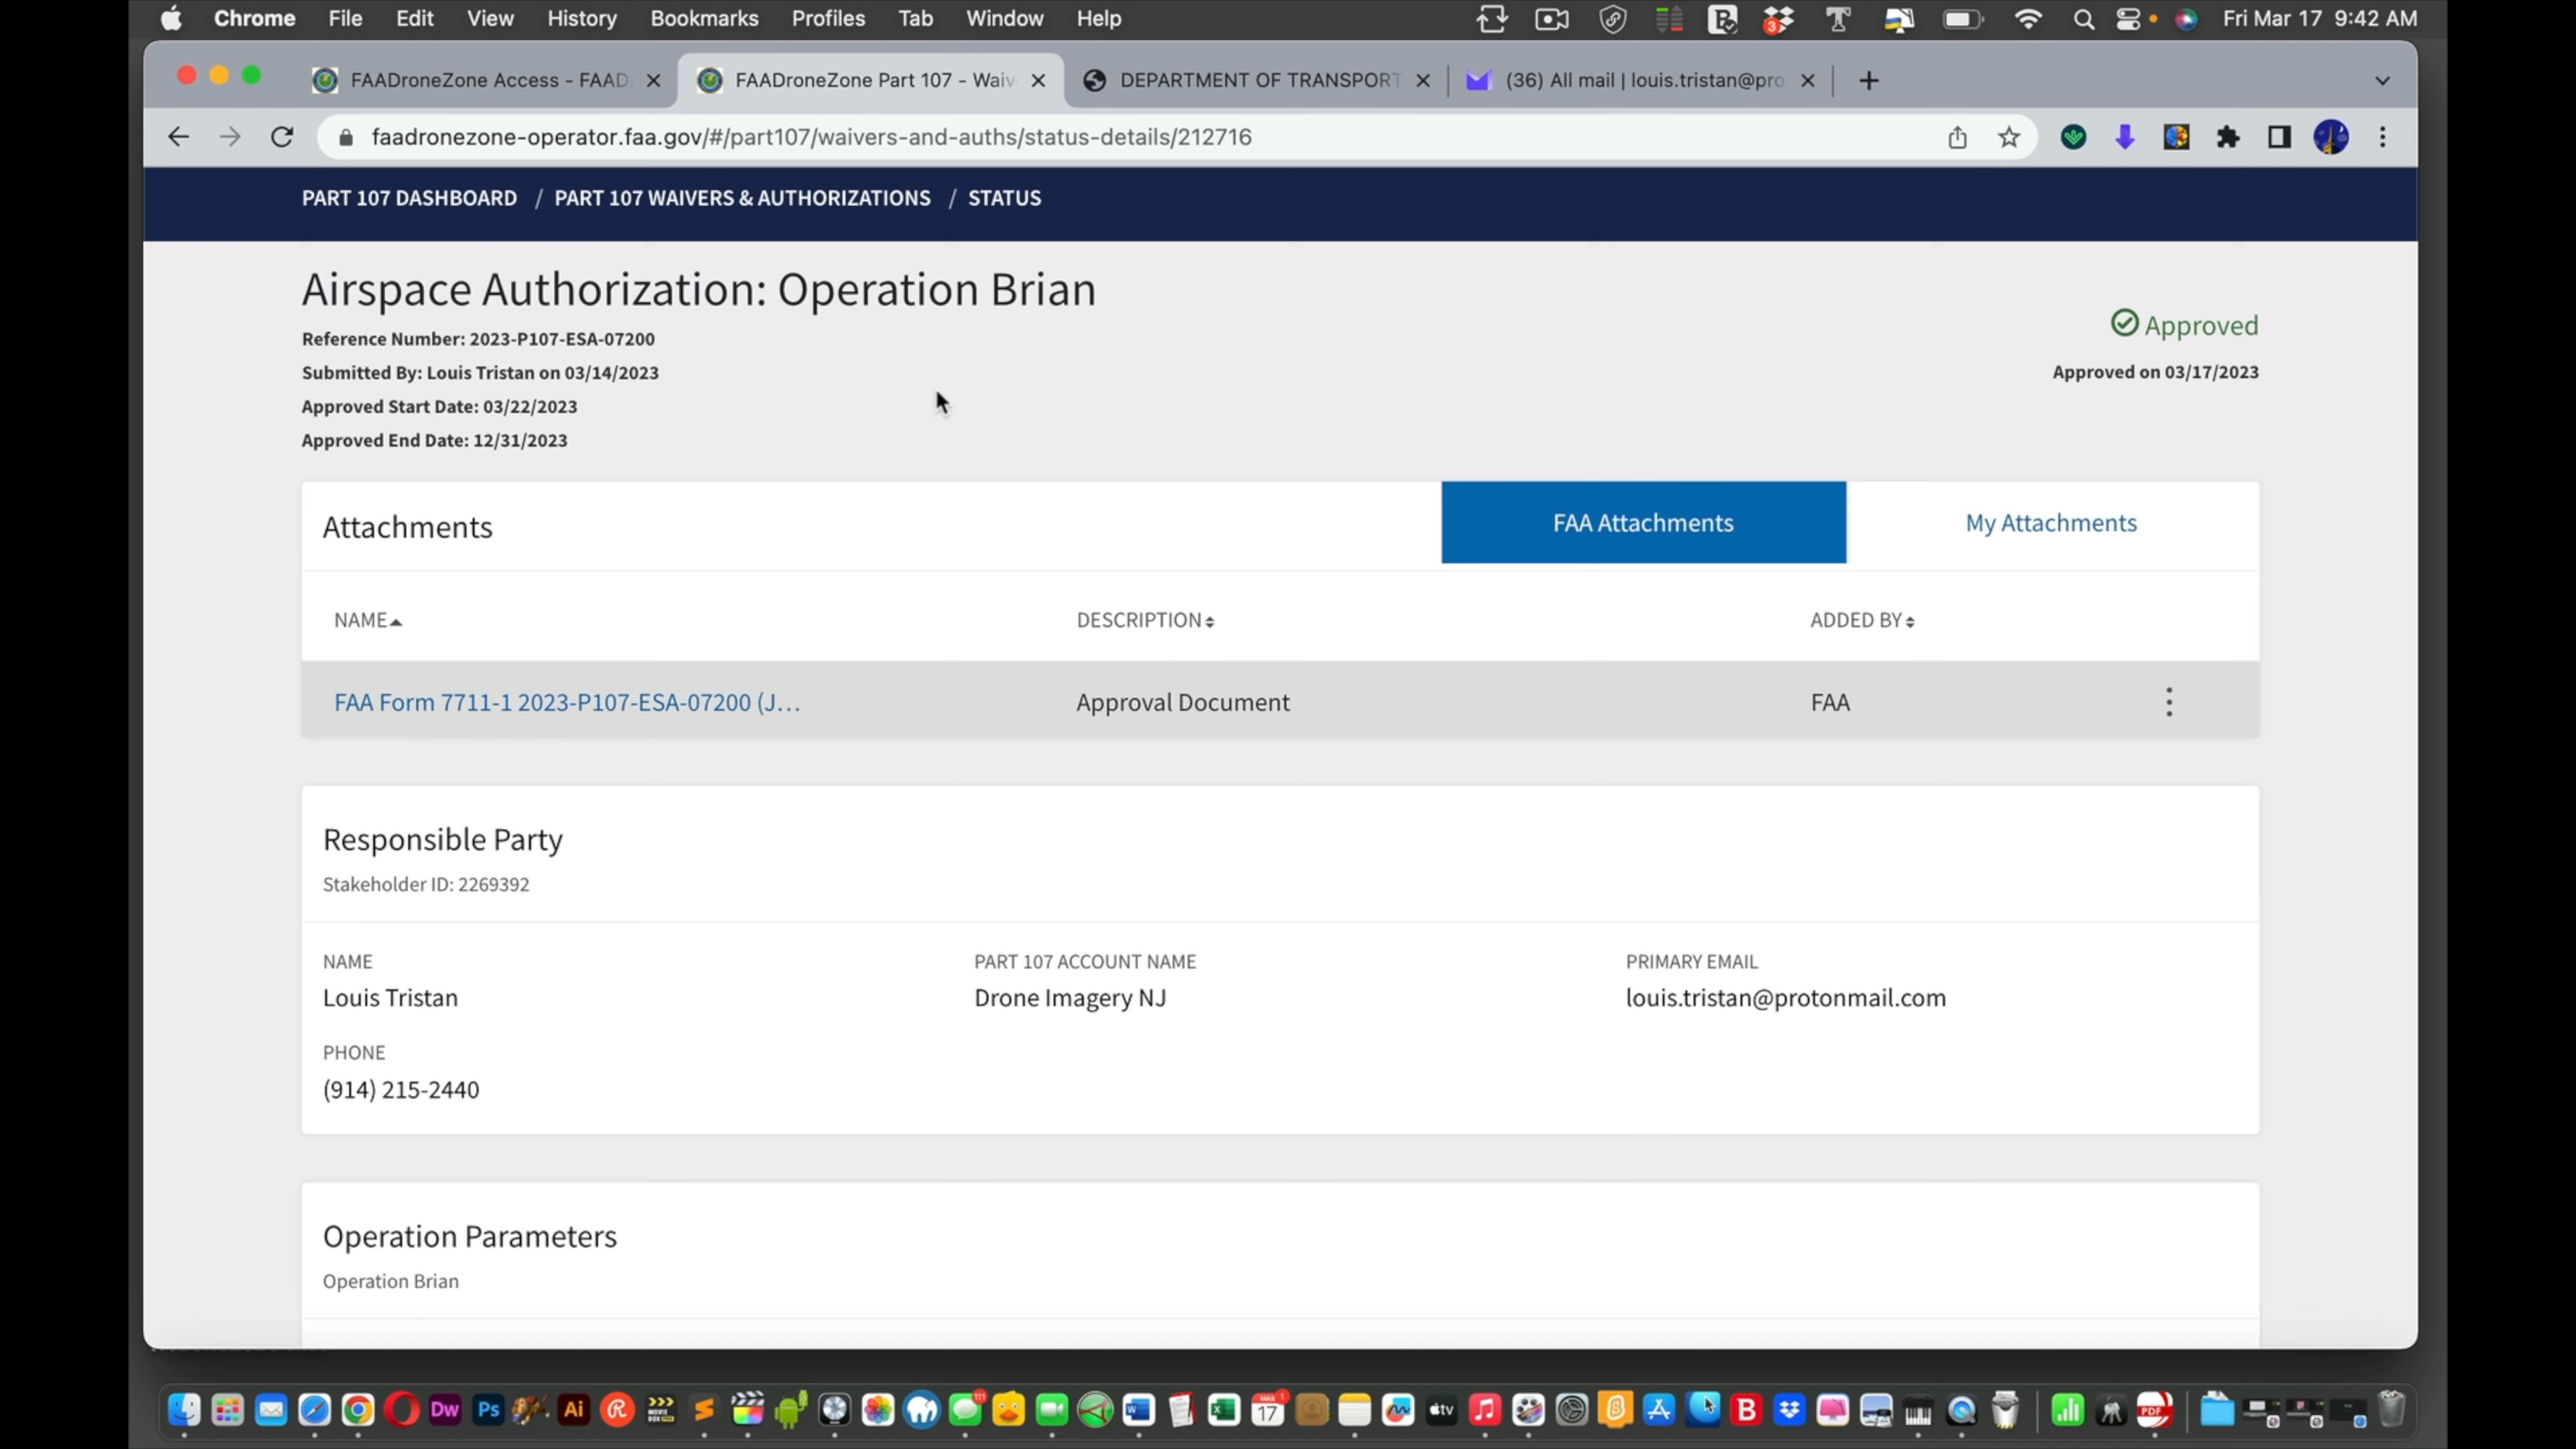 Chrome File Edit View History Bookmarks Profiles Tab Window Help Fri Mar 17 9:42 AM
FAADroneZone Access - FAAD FAADroneZone Part 107 - Waiv DEPARTMENT OF TRANSPORT (36) All mail | louis.tristan@pro
faadronezone-operator.faa.gov/#/part107/waivers-and-auths/status-details/212716
PART 107 DASHBOARD / PART 107 WAIVERS & AUTHORIZATIONS / STATUS
Airspace Authorization: Operation Brian
Approved
Reference Number: 2023-P107-ESA-07200
Submitted By: Louis Tristan on 03/14/2023
Approved on 03/17/2023
Approved Start Date: 03/22/2023
Approved End Date: 12/31/2023
Attachments
FAA Attachments
My Attachments
NAME DESCRIPTION ADDED BY
FAA Form 7711-1 2023-P107-ESA-07200 (J... Approval Document FAA
Responsible Party
Stakeholder ID: 2269392
NAME PART 107 ACCOUNT NAME PRIMARY EMAIL
Louis Tristan Drone Imagery NJ louis.tristan@protonmail.com
PHONE
(914) 215-2440
Operation Parameters
Operation Brian
Dw Ps Ai tv 17 B PDF